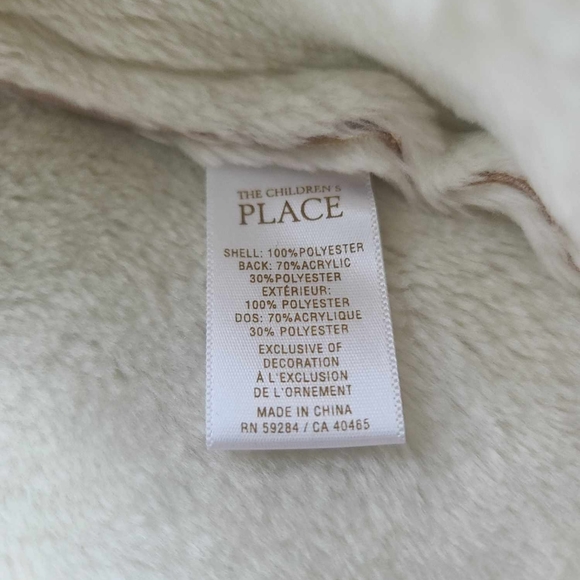 THE CHILDREN'S
PLACE
SHELL: 100%POLYESTER
BACK: 70%ACRYLIC
30%POLYESTER
EXTÉRIEUR:
100% POLYESTER
DOS: 70%ACRYLIQUE
30% POLYESTER
EXCLUSIVE OF
DECORATION
À L'EXCLUSION
DE L'ORNEMENT
MADE IN CHINA
RN 59284 / CA 40465